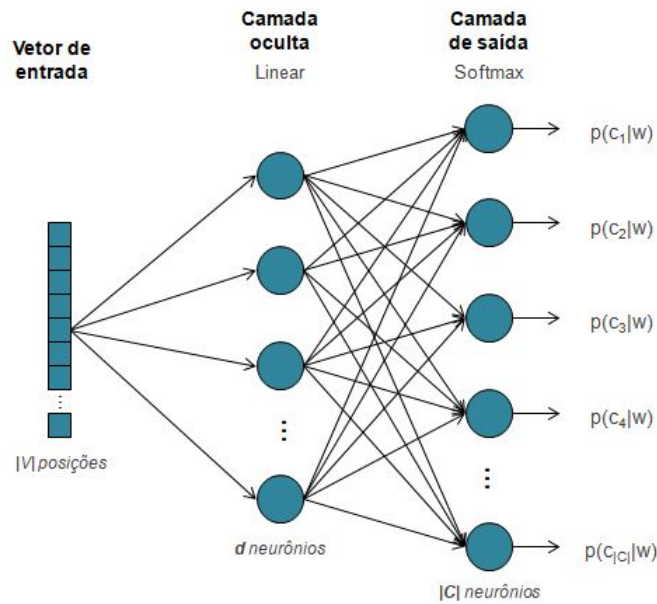 Vetor de
entrada
Camada
oculta
Linear
Camada
de saída
Softmax
p(c₁|w)
p(c₂|w)
p(c₃|w)
p(c₄|w)
p(c|C||w)
...
|V| posições
...
d neurônios
...
|C| neurônios